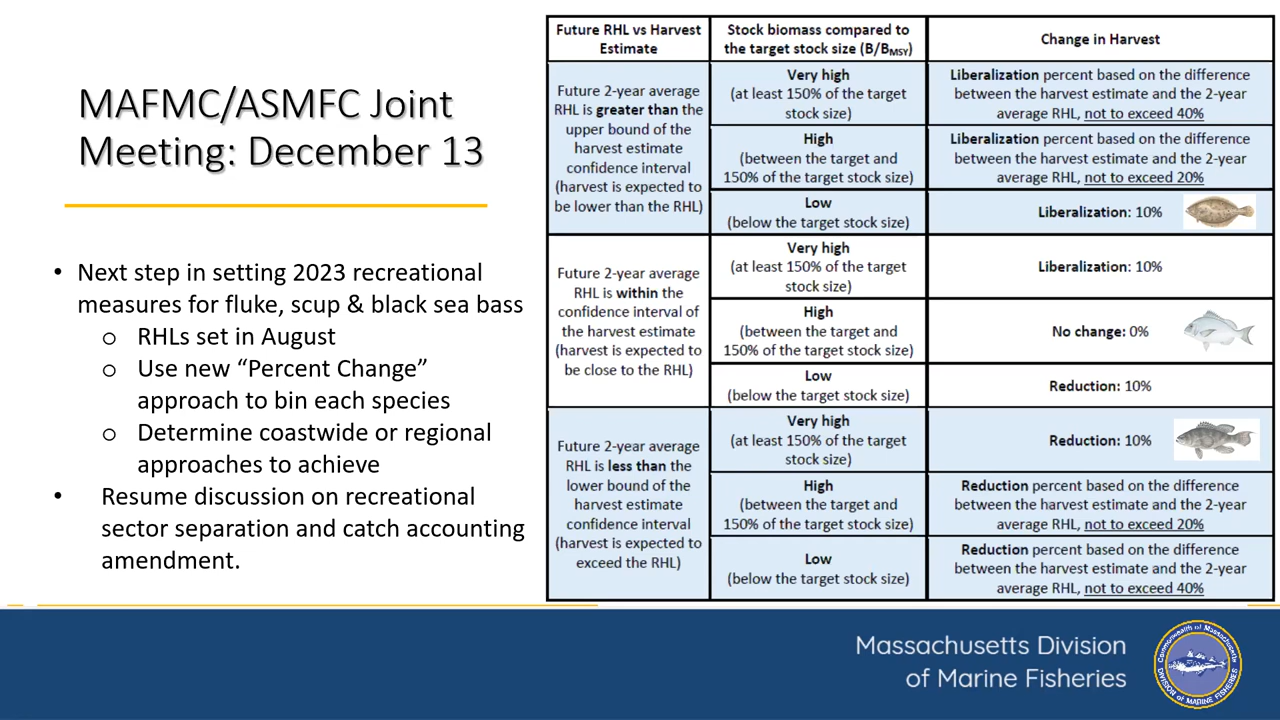 MAFMC/ASMFC Joint
Meeting: December 13
• Next step in setting 2023 recreational
measures for fluke, scup & black sea bass
o RHLs set in August
o Use new “Percent Change”
approach to bin each species
o Determine coastwide or regional
approaches to achieve
• Resume discussion on recreational
sector separation and catch accounting
amendment.
Future RHL vs Harvest
Estimate
Stock biomass compared to
the target stock size (B/BMSY)
Change in Harvest
Future 2-year average
RHL is greater than the
upper bound of the
harvest estimate
confidence interval
(harvest is expected to
be lower than the RHL)
Very high
(at least 150% of the target
stock size)
Liberalization percent based on the difference
between the harvest estimate and the 2-year
average RHL, not to exceed 40%
High
(between the target and
150% of the target stock size)
Liberalization percent based on the difference
between the harvest estimate and the 2-year
average RHL, not to exceed 20%
Low
(below the target stock size)
Liberalization: 10%
Future 2-year average
RHL is within the
confidence interval of
the harvest estimate
(harvest is expected to
be close to the RHL)
Very high
(at least 150% of the target
stock size)
Liberalization: 10%
High
(between the target and
150% of the target stock size)
No change: 0%
Low
(below the target stock size)
Reduction: 10%
Future 2-year average
RHL is less than the
lower bound of the
harvest estimate
confidence interval
(harvest is expected to
exceed the RHL)
Very high
(at least 150% of the target
stock size)
Reduction: 10%
High
(between the target and
150% of the target stock size)
Reduction percent based on the difference
between the harvest estimate and the 2-year
average RHL, not to exceed 20%
Low
(below the target stock size)
Reduction percent based on the difference
between the harvest estimate and the 2-year
average RHL, not to exceed 40%
Massachusetts Division
of Marine Fisheries
Commonwealth of Massachusetts
DIVISION OF MARINE FISHERIES